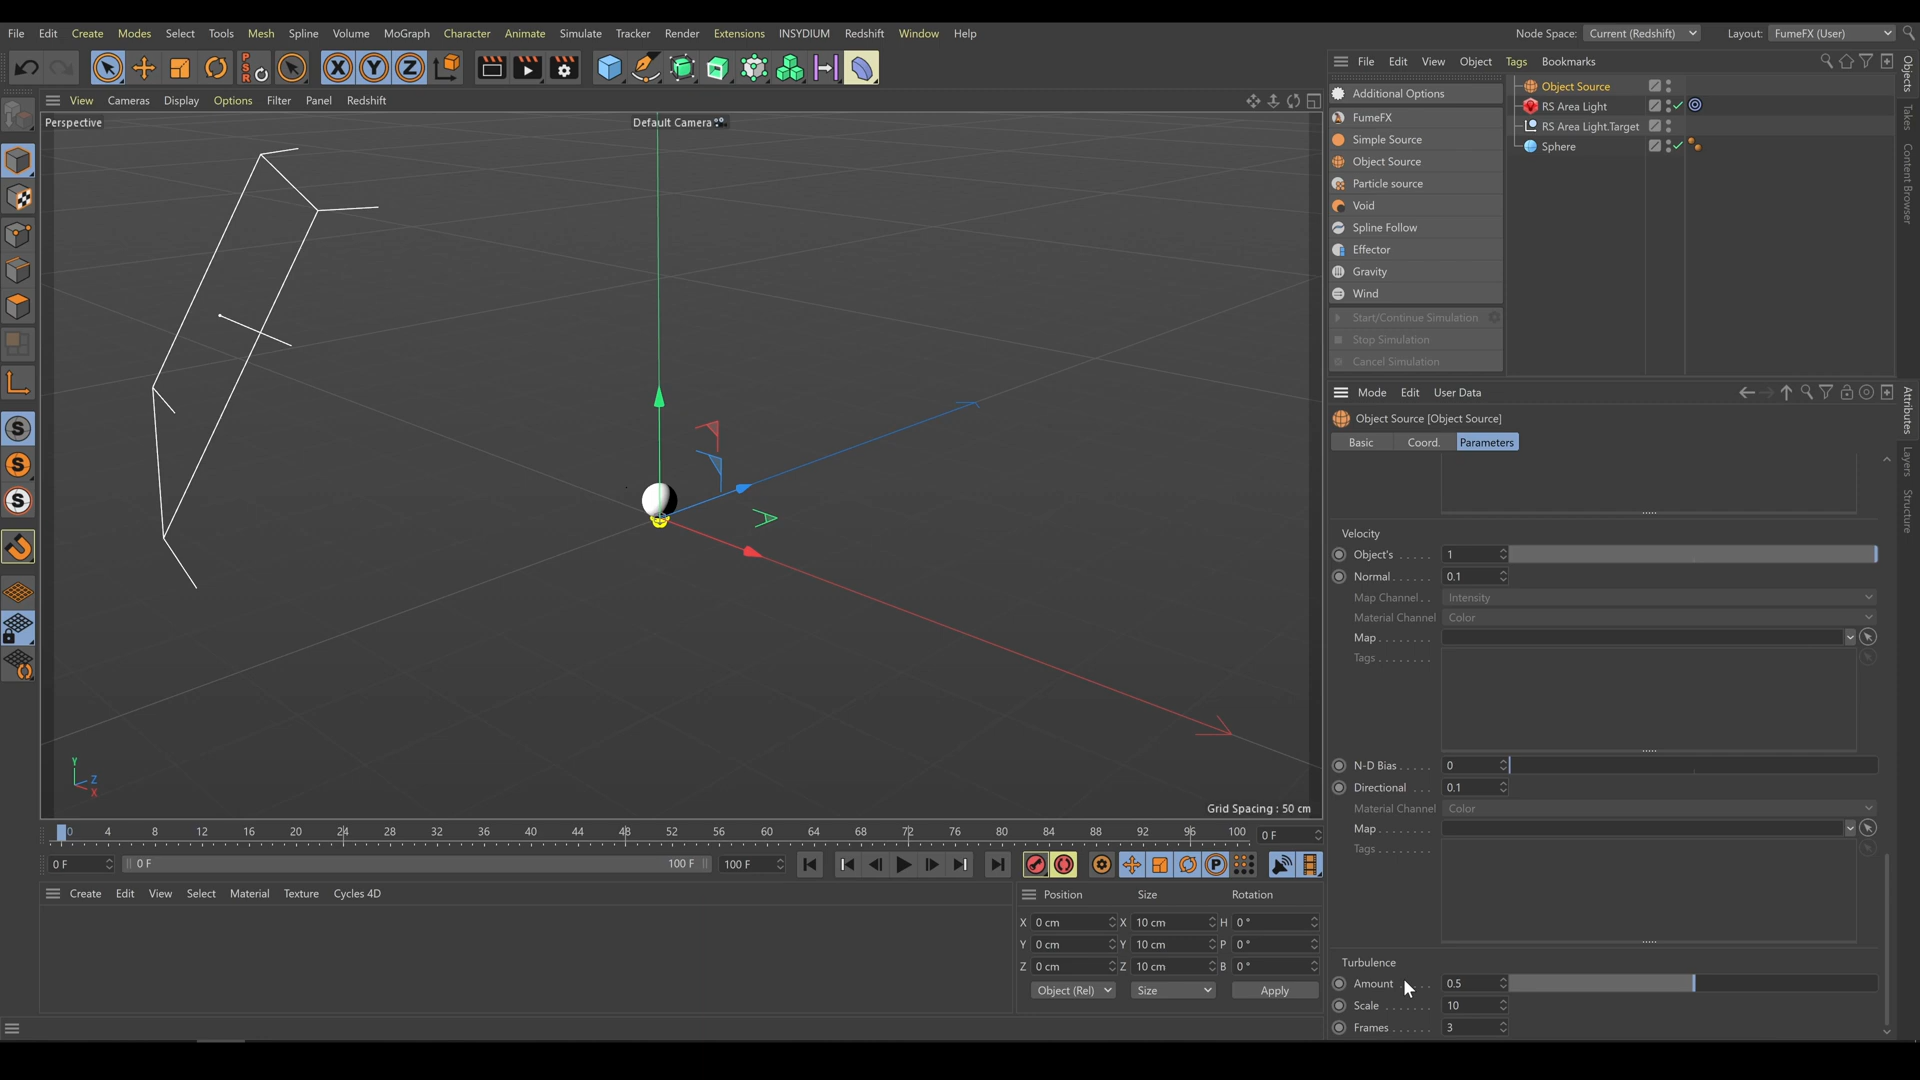 File Edit Create Modes Select Tools Mesh Spline Volume MoGraph Character Animate Simulate Tracker Render Extensions INSYDIUM Redshift Window Help Node Space: Current (Redshift) Layout: FumeFX (User)
PSR X Y Z
File Edit View Object Tags Bookmarks
View Cameras Display Options Filter Panel Redshift
Perspective
Default Camera
Additional Options
FumeFX
Simple Source
Object Source
Particle source
Void
Spline Follow
Effector
Gravity
Wind
Start/Continue Simulation
Stop Simulation
Cancel Simulation
Object Source
RS Area Light
RS Area Light.Target
Sphere
Objects
Takes
Content Browser
Attributes
Layers
Structure
Mode Edit User Data
Object Source [Object Source]
Basic Coord. Parameters
Velocity
Object's . . . . . 1
Normal . . . . . . 0.1
Map Channel . . Intensity
Material Channel Color
Map . . . . . . . .
Tags . . . . . . . .
N-D Bias . . . . . 0
Directional . . . 0.1
Material Channel Color
Map . . . . . . . .
Tags . . . . . . . .
Turbulence
Amount . . . 0.5
Scale . . . . . . . 10
Frames . . . . . . 3
S
S
S
Y
Z
X
Grid Spacing : 50 cm
0 4 8 12 16 20 24 28 32 36 40 44 48 52 56 60 64 68 72 76 80 84 88 92 96 100 0 F
0 F 0 F 100 F 100 F P
Create Edit View Select Material Texture Cycles 4D
Position Size Rotation
X 0 cm X 10 cm H 0 °
Y 0 cm Y 10 cm P 0 °
Z 0 cm Z 10 cm B 0 °
Object (Rel) Size Apply